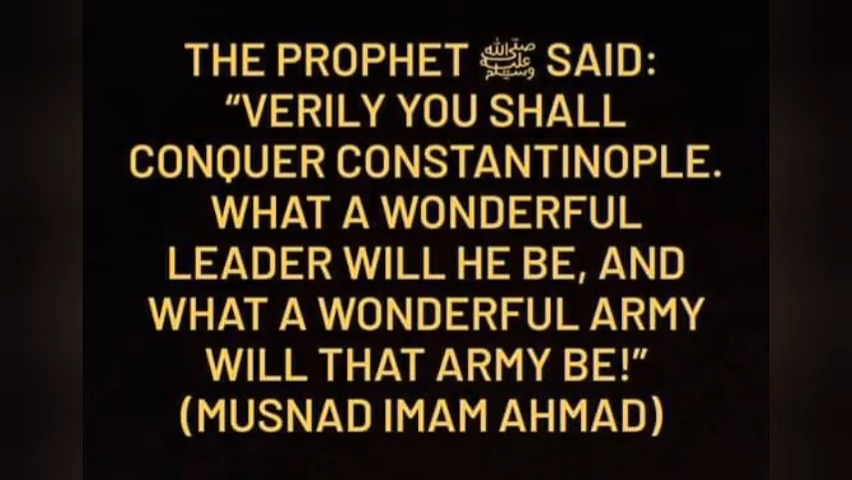 THE PROPHET ﷺ SAID:
“VERILY YOU SHALL
CONQUER CONSTANTINOPLE.
WHAT A WONDERFUL
LEADER WILL HE BE, AND
WHAT A WONDERFUL ARMY
WILL THAT ARMY BE!”
(MUSNAD IMAM AHMAD)